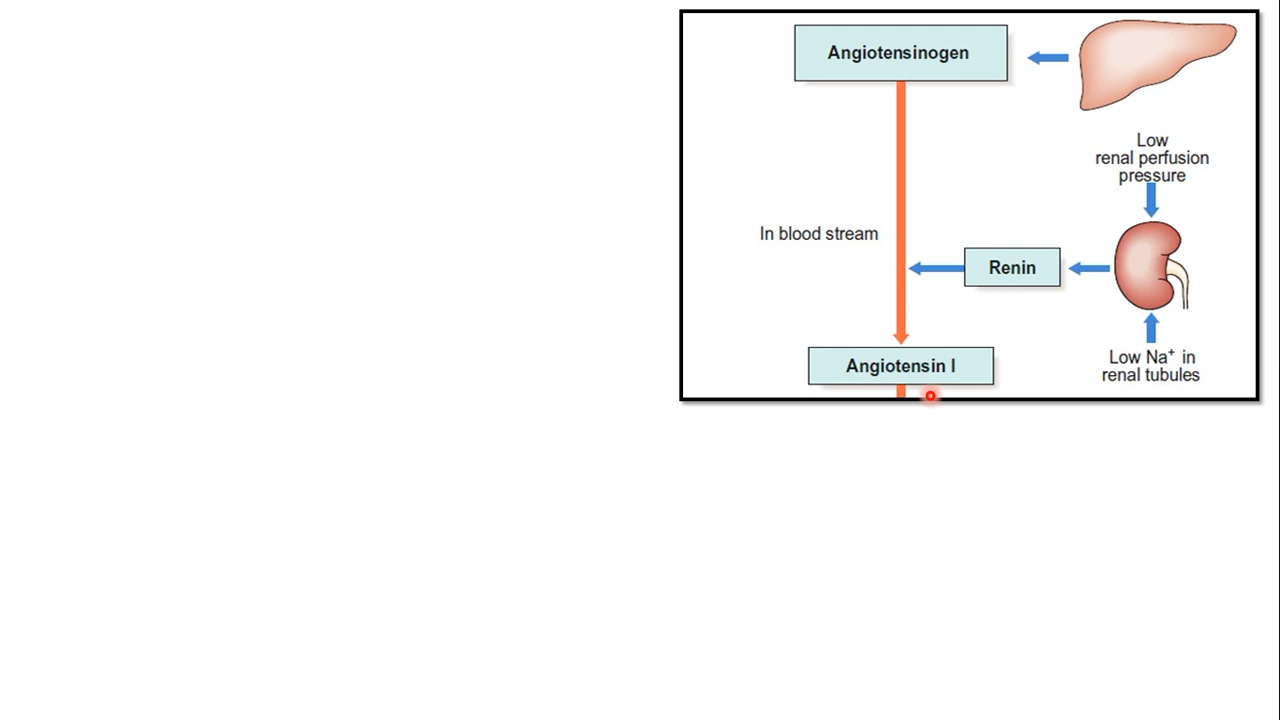 Angiotensinogen
Low
renal perfusion
pressure
In blood stream
Renin
Angiotensin I
Low Na⁺ in
renal tubules